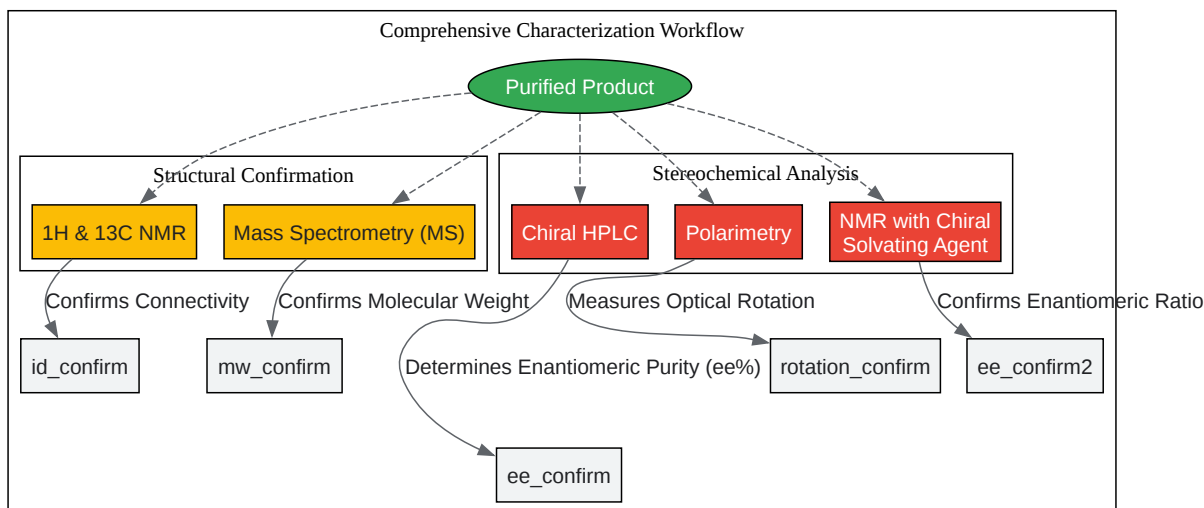 Comprehensive Characterization Workflow
Purified Product
Structural Confirmation
Stereochemical Analysis
1H & 13C NMR
Mass Spectrometry (MS)
Chiral HPLC
Polarimetry
NMR with Chiral
Solvating Agent
Confirms Connectivity
Confirms Molecular Weight
Measures Optical Rotation
Confirms Enantiomeric Ratio
id_confirm
mw_confirm
Determines Enantiomeric Purity (ee%)
rotation_confirm
ee_confirm2
ee_confirm